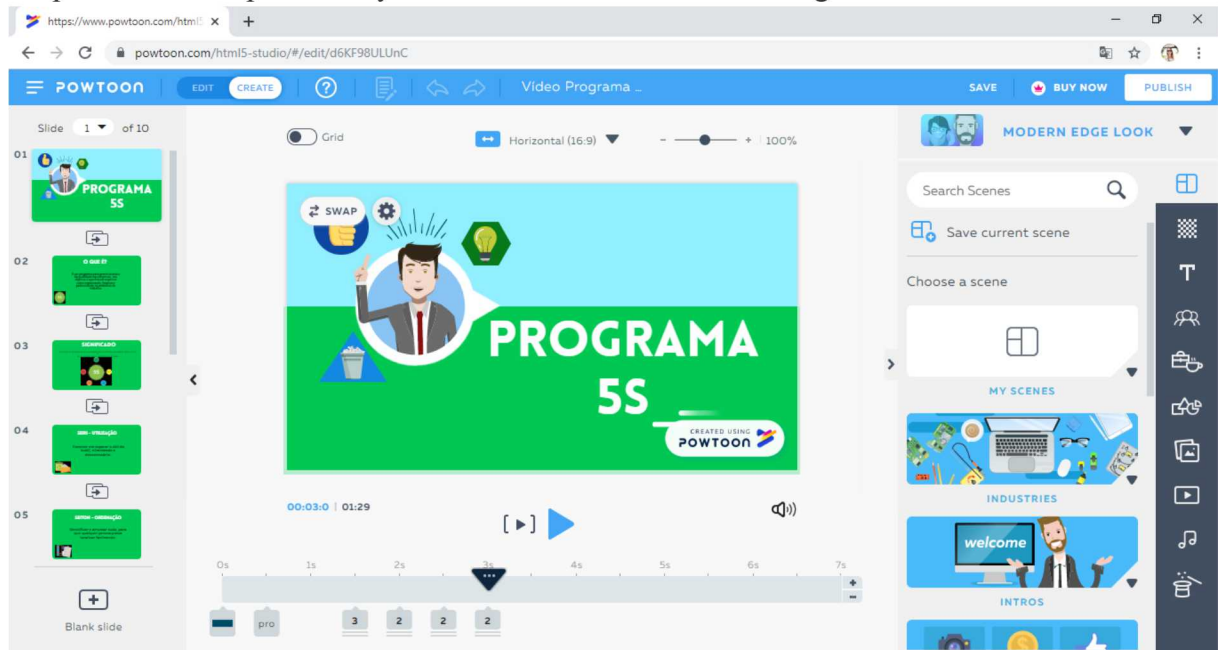 https://www.powtoon.com/html5
powtoon.com/html5-studio/#/edit/d6KF98ULUnC
POWTOON
EDIT CREATE
Vídeo Programa _
SAVE
BUY NOW
PUBLISH
Slide 1 of 10
Grid
Horizontal (16:9)
- + 100%
MODERN EDGE LOOK
01
PROGRAMA
5S
02
O QUE É?
03
SIGNIFICADO
04
05
Blank slide
SWAP
PROGRAMA
5S
CREATED USING
POWTOON
00:03:0 | 01:29
0s 1s 2s 3s 4s 5s 6s 7s
pro 3 2 2 2
Search Scenes
Save current scene
Choose a scene
MY SCENES
INDUSTRIES
welcome
INTROS